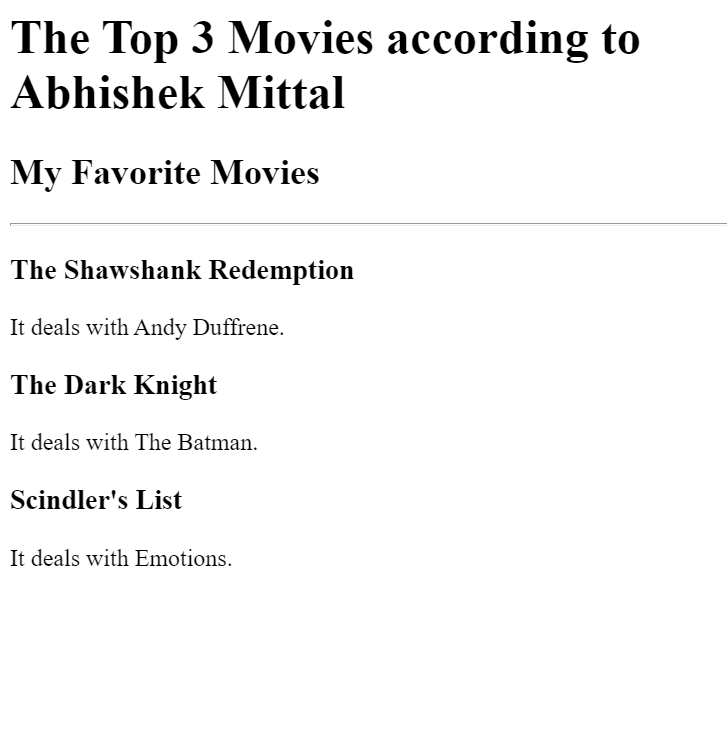 The Top 3 Movies according to
Abhishek Mittal
My Favorite Movies
The Shawshank Redemption
It deals with Andy Duffrene.
The Dark Knight
It deals with The Batman.
Scindler's List
It deals with Emotions.